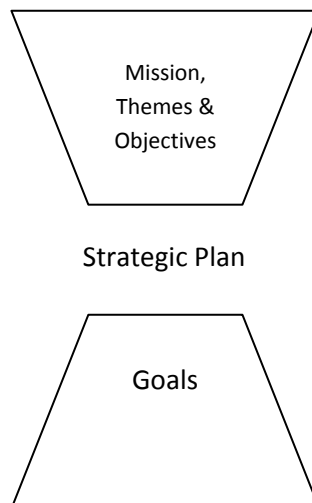 Mission,
Themes &
Objectives
Strategic Plan
Goals